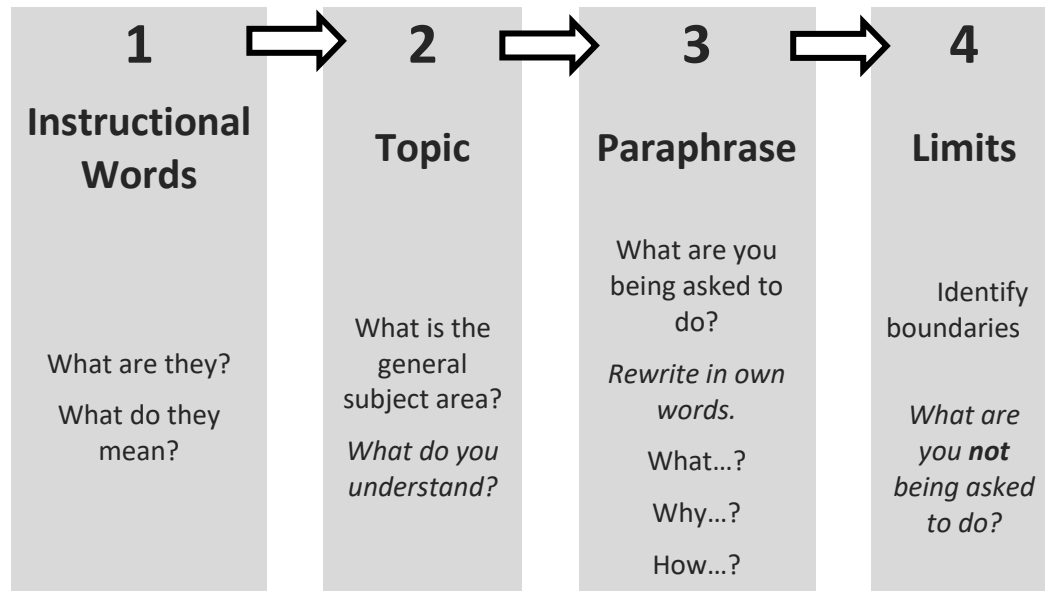 1
Instructional
Words
What are they?
What do they
mean?
2
Topic
What is the
general
subject area?
What do you
understand?
3
Paraphrase
What are you
being asked to
do?
Rewrite in own
words.
What…?
Why…?
How…?
4
Limits
Identify
boundaries
What are
you not
being asked
to do?